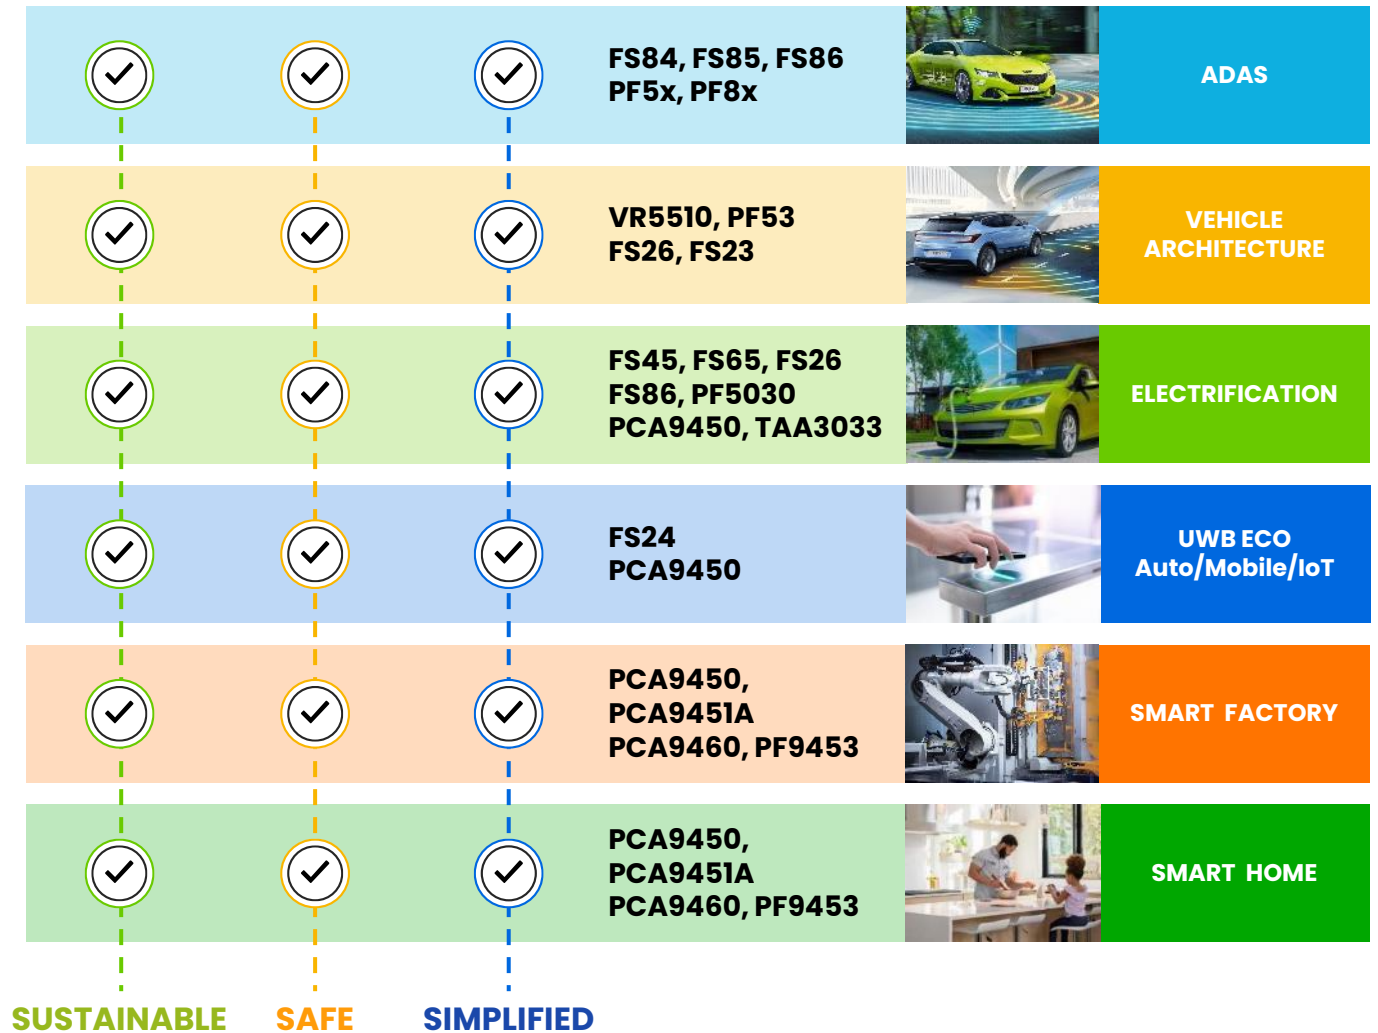 FS84, FS85, FS86
PF5x, PF8x
ADAS
VR5510, PF53
FS26, FS23
VEHICLE
ARCHITECTURE
FS45, FS65, FS26
FS86, PF5030
PCA9450, TAA3033
ELECTRIFICATION
FS24
PCA9450
UWB ECO
Auto/Mobile/IoT
PCA9450,
PCA9451A
PCA9460, PF9453
SMART FACTORY
PCA9450,
PCA9451A
PCA9460, PF9453
SMART HOME
SUSTAINABLE
SAFE
SIMPLIFIED